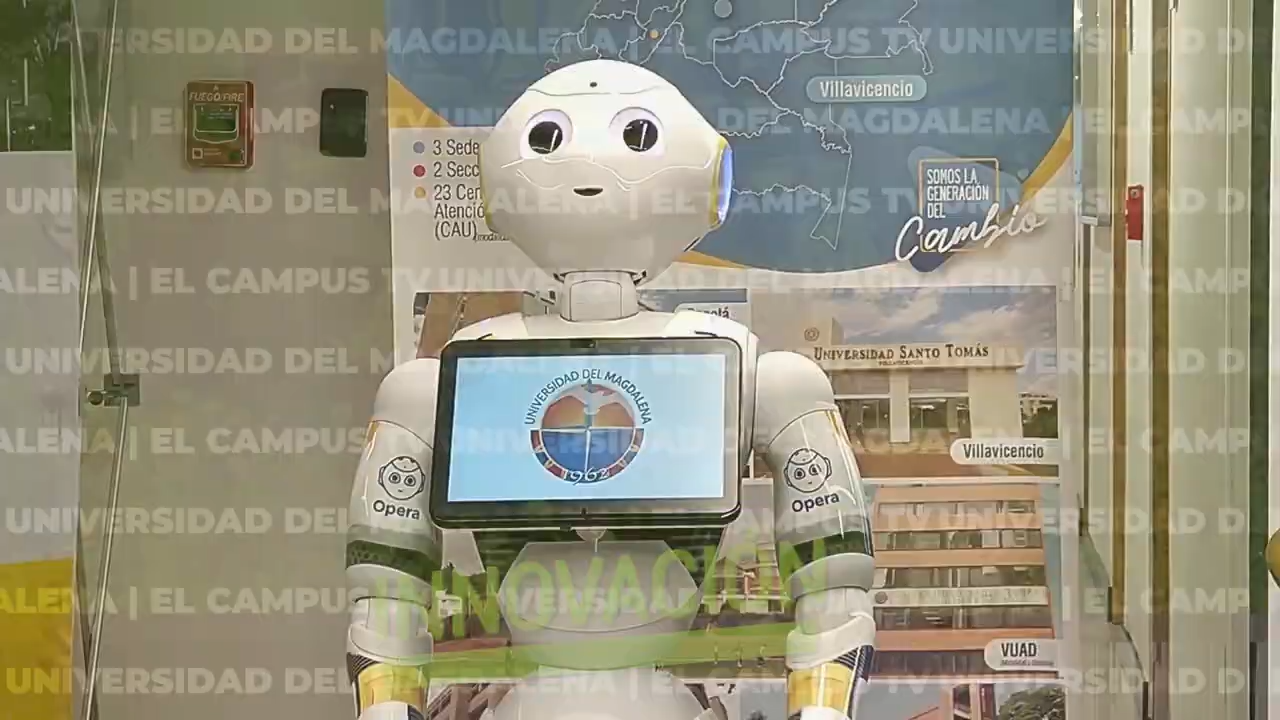 UNIVERSIDAD DEL MAGDALENA | EL CAMPUS TV
FUEGO/FIRE
Villavicencio
3 Sede
2 Secc
23 Cen
Atenció
(CAU)
SOMOS LA
GENERACIÓN
DEL
Cambio
UNIVERSIDAD SANTO TOMÁS
VILLAVICENCIO
Villavicencio
UNIVERSIDAD DEL MAGDALENA
1962
Opera
Opera
INNOVACIÓN
VUAD